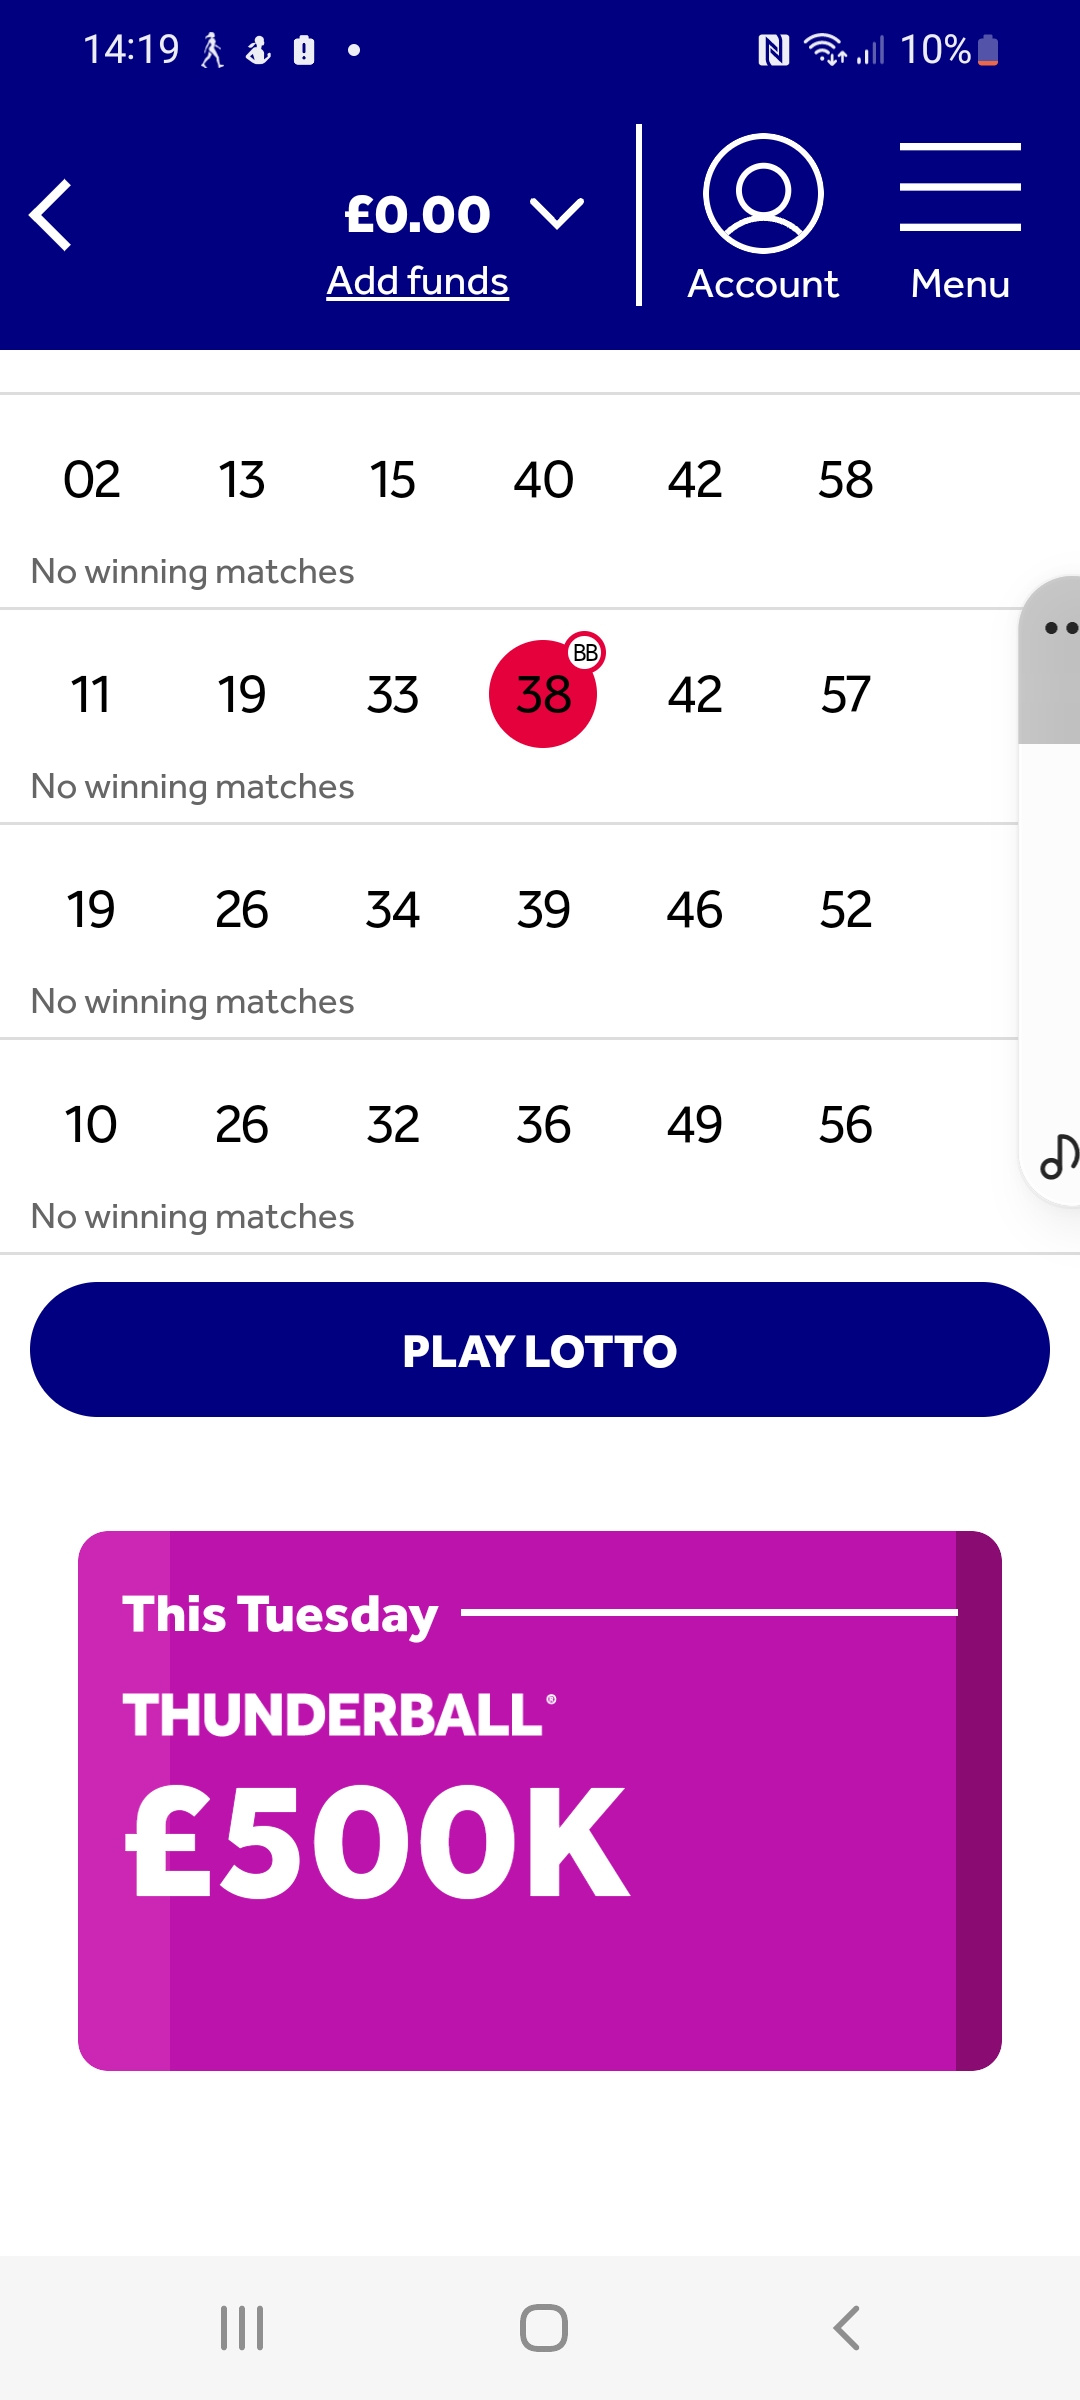 14:19 10%
£0.00
Add funds
Account
Menu
02 13 15 40 42 58
No winning matches
11 19 33 38 BB 42 57
No winning matches
19 26 34 39 46 52
No winning matches
10 26 32 36 49 56
No winning matches
PLAY LOTTO
This Tuesday
THUNDERBALL®
£500K